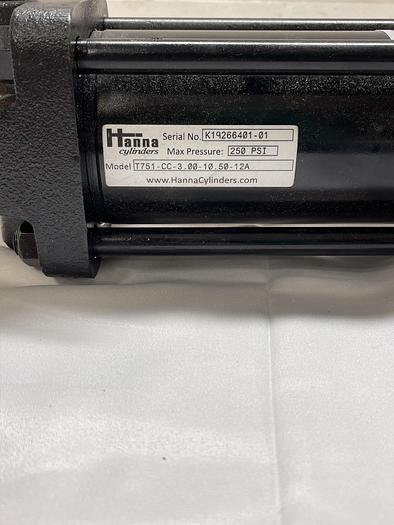 Hanna Serial No. K19266401-01
cylinders Max Pressure: 250 PSI
Model T751-CC-3.00-10.50-12A
www.HannaCylinders.com